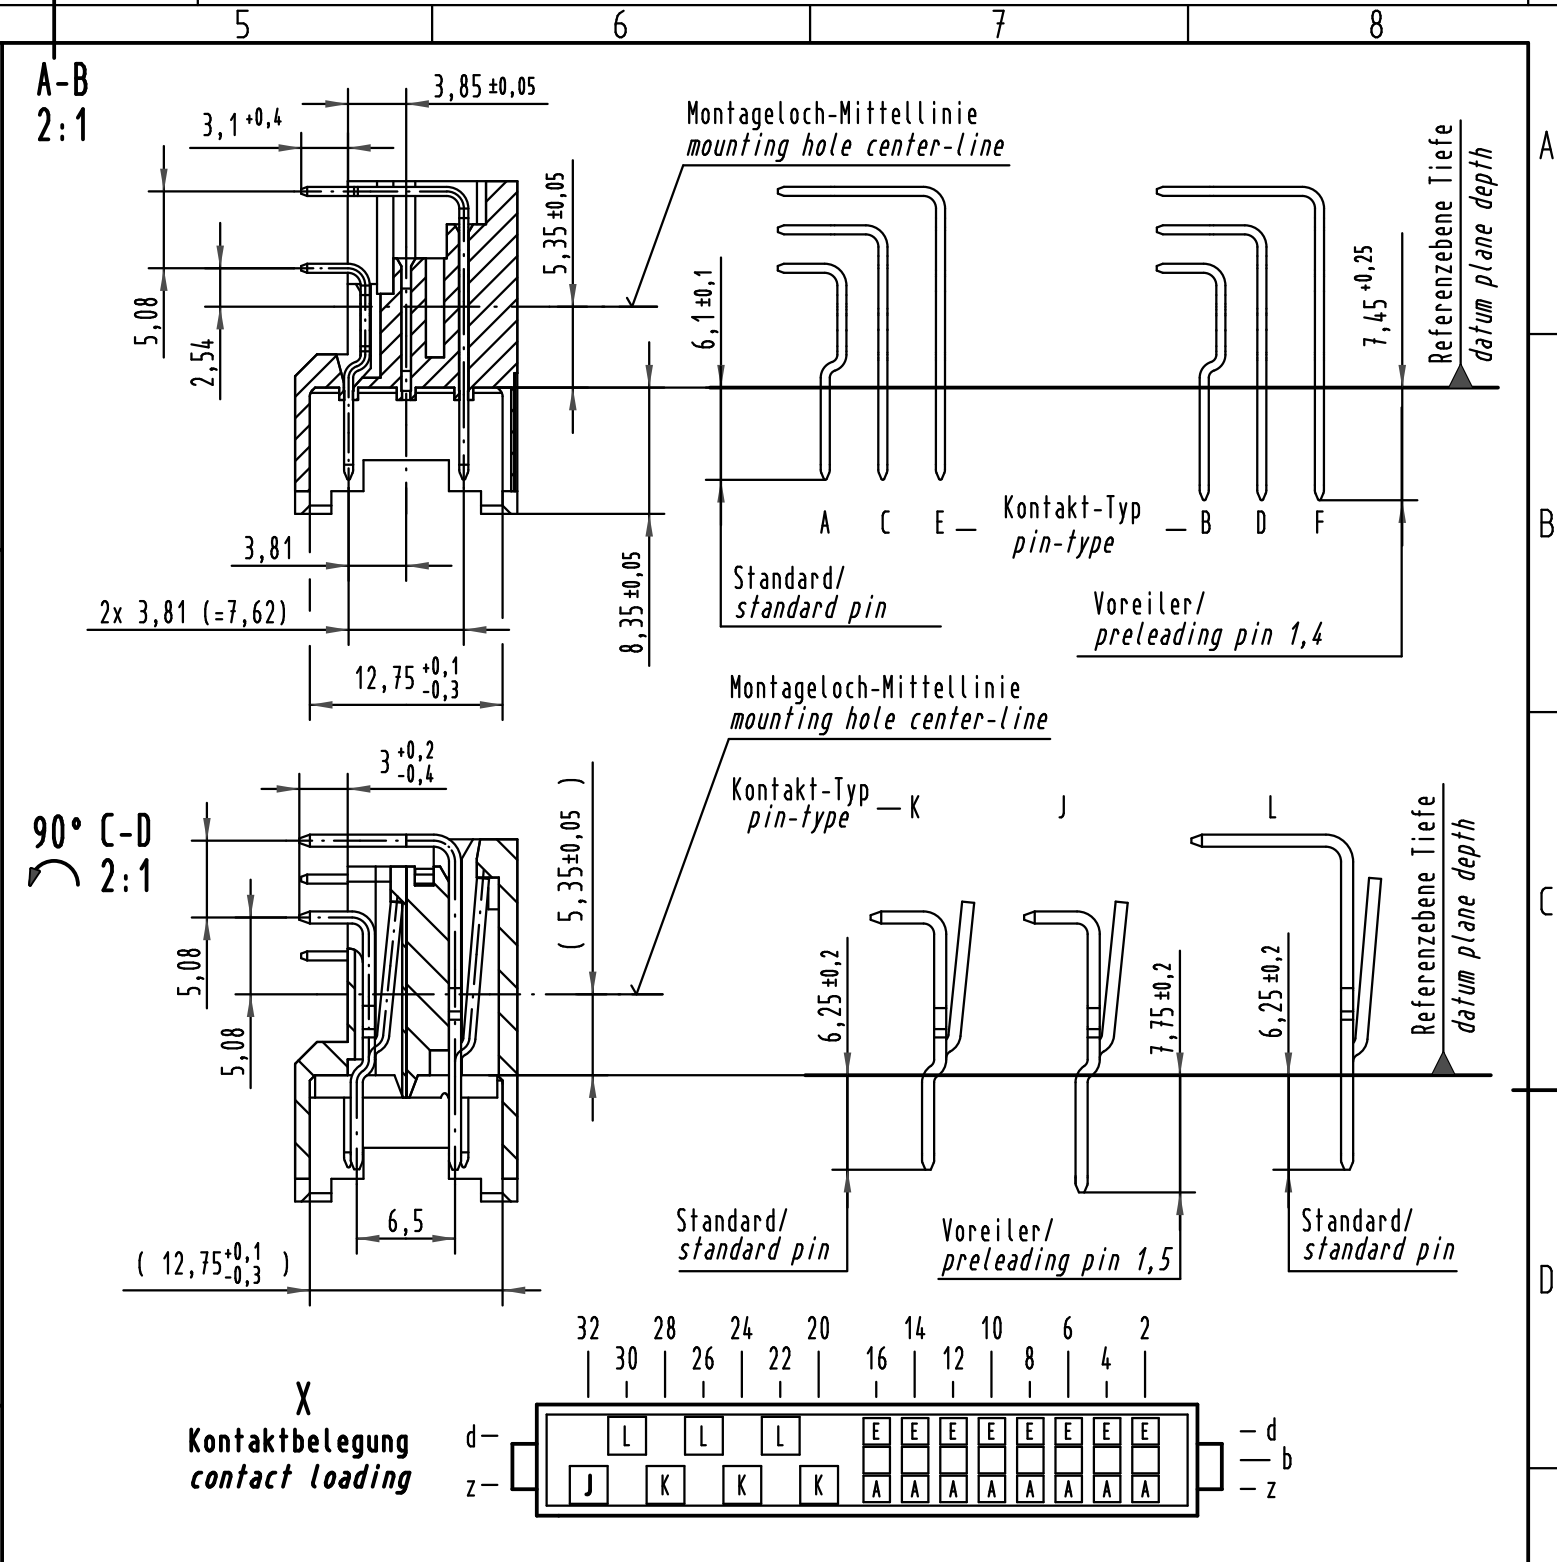 5 6 7 8
A-B
2:1
3,85 ±0,05
3,1 +0,4
Montageloch-Mittellinie
mounting hole center-line
A
5,08
2,54
5,35 ±0,05
6,1 ±0,1
7,45 +0,25
Referenzebene Tiefe
datum plane depth
A C E — Kontakt-Typ — B D F
pin-type
B
3,81
2x 3,81 (=7,62)
12,75 +0,1 -0,3
8,35 ±0,05
Standard/
standard pin
Voreiler/
preleading pin 1,4
Montageloch-Mittellinie
mounting hole center-line
90° C-D
2:1
3 +0,2 -0,4
( 5,35±0,05 )
Kontakt-Typ — K J L
pin-type
5,08
5,08
6,25 ±0,2
7,75 ±0,2
6,25 ±0,2
Referenzebene Tiefe
datum plane depth
C
6,5
( 12,75 +0,1 -0,3 )
Standard/
standard pin
Voreiler/
preleading pin 1,5
Standard/
standard pin
D
32 28 24 20 14 10 6 2
30 26 22 16 12 8 4
X
Kontaktbelegung
contact loading
d— L L L E E E E E E E E — d
— b
z— J K K K A A A A A A A A — z